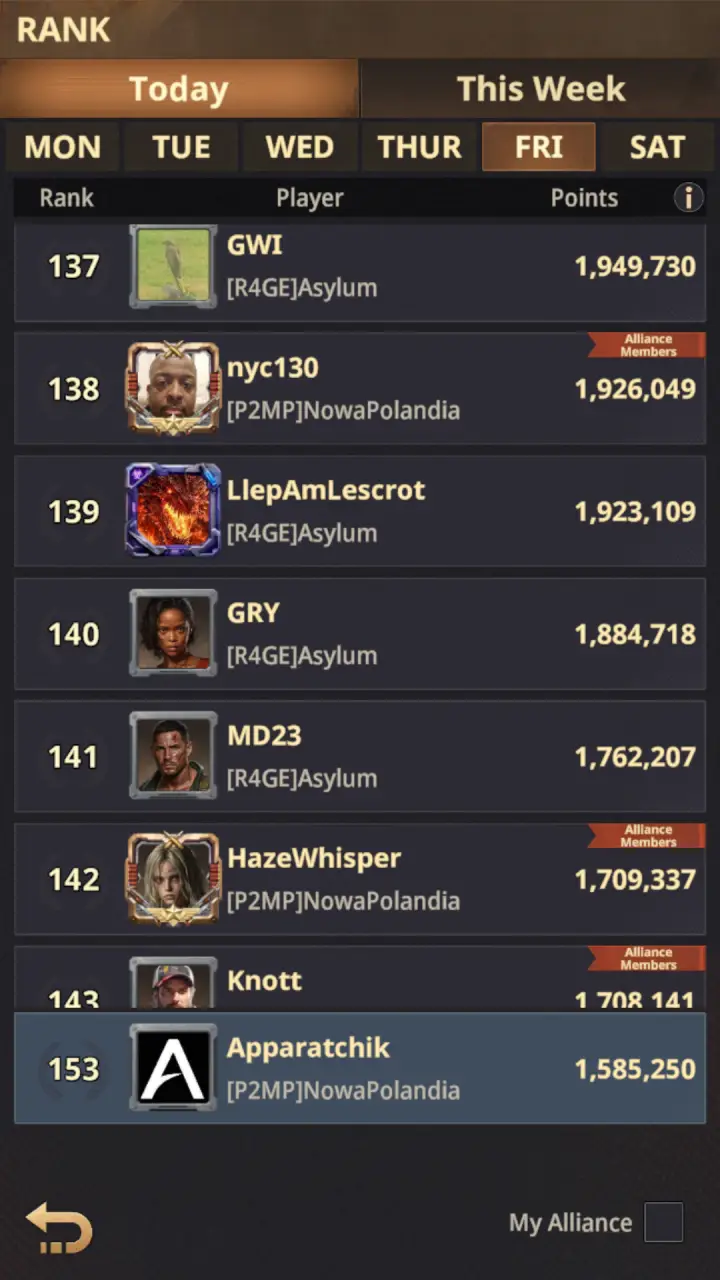 RANK
Today This Week
MON TUE WED THUR FRI SAT
Rank Player Points i
137 GWI 1,949,730
[R4GE]Asylum
Alliance
Members
138 nyc130 1,926,049
[P2MP]NowaPolandia
139 LlepAmLescrot 1,923,109
[R4GE]Asylum
140 GRY 1,884,718
[R4GE]Asylum
141 MD23 1,762,207
[R4GE]Asylum
Alliance
Members
142 HazeWhisper 1,709,337
[P2MP]NowaPolandia
Alliance
Members
Knott
143 1,708,141
153 Apparatchik 1,585,250
[P2MP]NowaPolandia
My Alliance